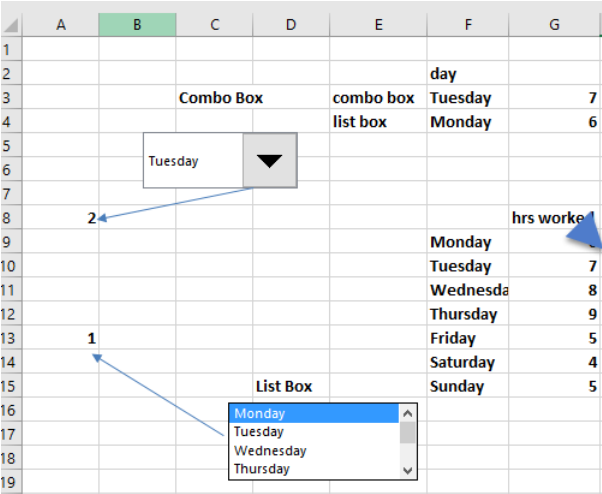 A B C D E F G
1
2 day
3 Combo Box combo box Tuesday 7
4 list box Monday 6
5
6 Tuesday
7
8 2 hrs worke
9 Monday
10 Tuesday 7
11 Wednesda 8
12 Thursday 9
13 1 Friday 5
14 Saturday 4
15 List Box Sunday 5
16 Monday
17 Tuesday
18 Wednesday
19 Thursday